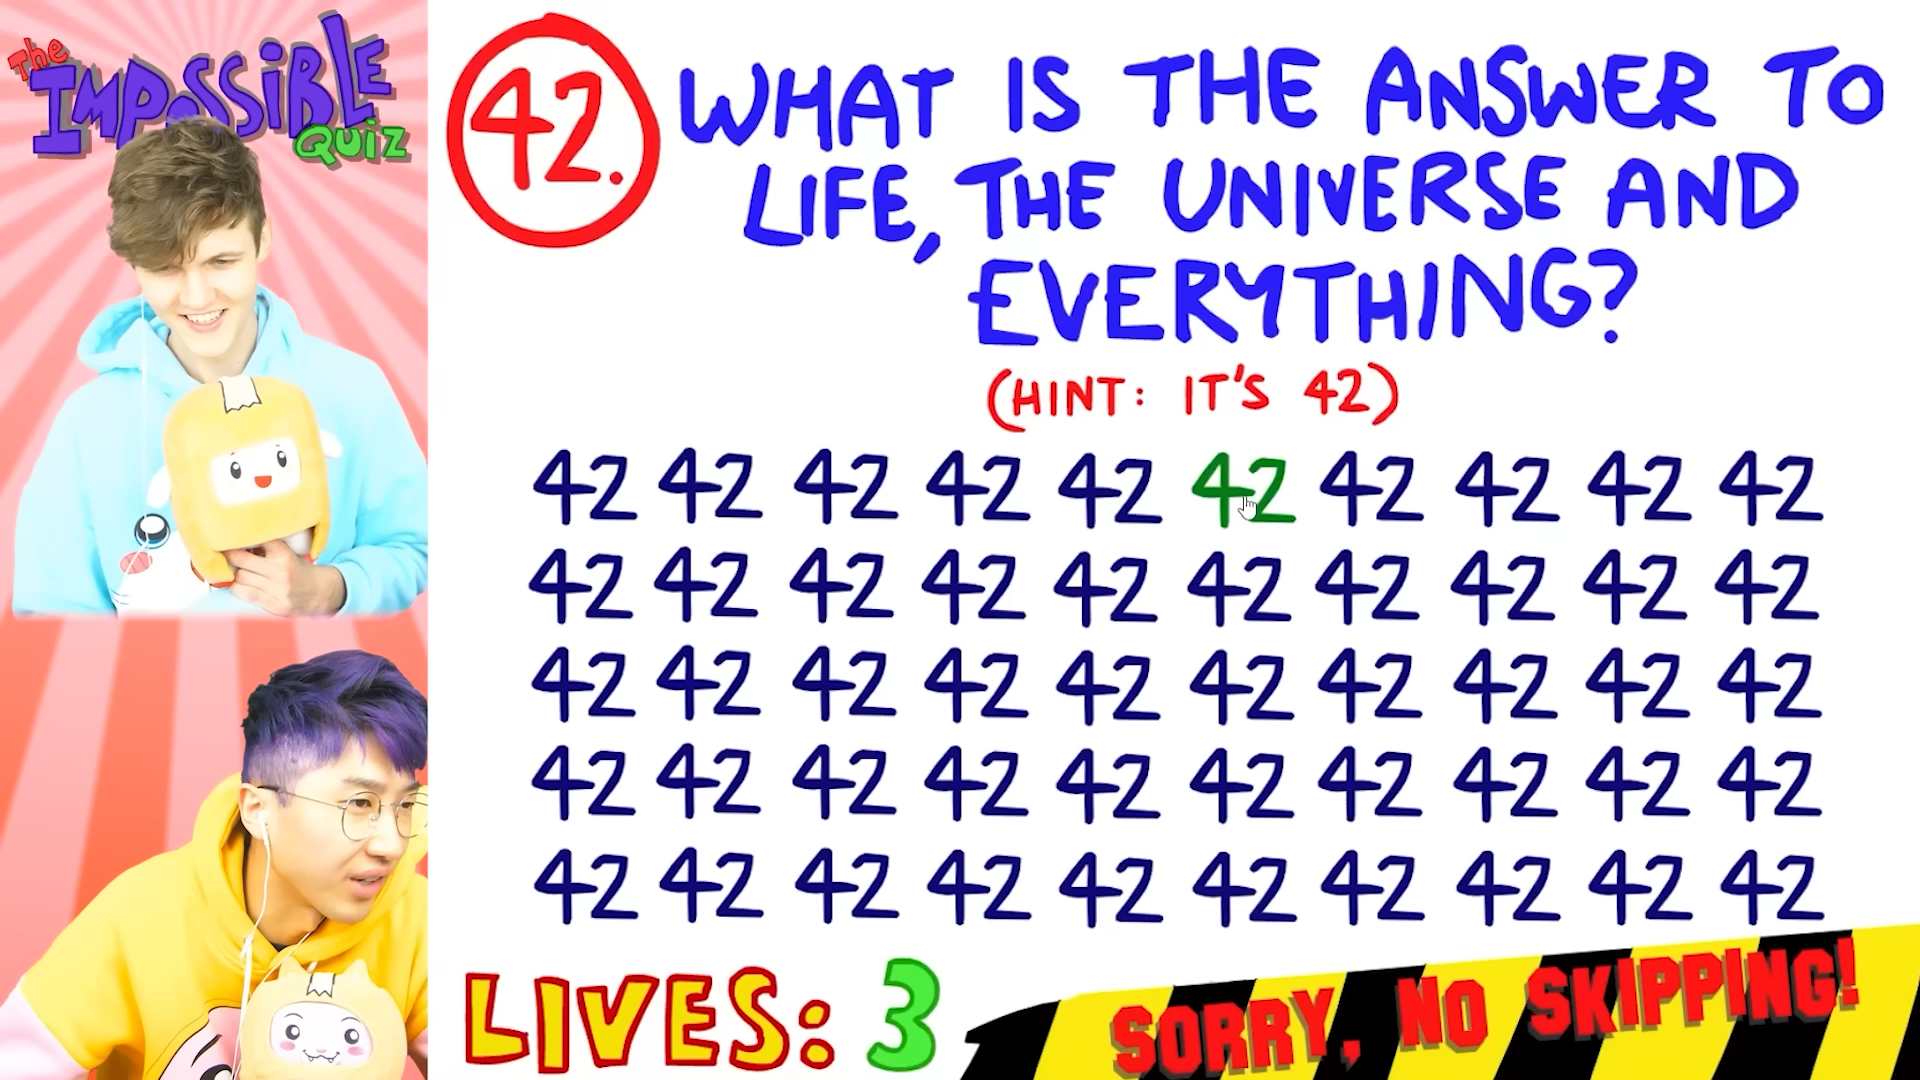 The
IMPOSSIBLE
QUIZ
42.
WHAT IS THE ANSWER TO
LIFE, THE UNIVERSE AND
EVERYTHING?
(HINT: IT'S 42)
42 42 42 42 42 42 42 42 42 42
42 42 42 42 42 42 42 42 42 42
42 42 42 42 42 42 42 42 42 42
42 42 42 42 42 42 42 42 42 42
42 42 42 42 42 42 42 42 42 42
LIVES: 3
SORRY, NO SKIPPING!